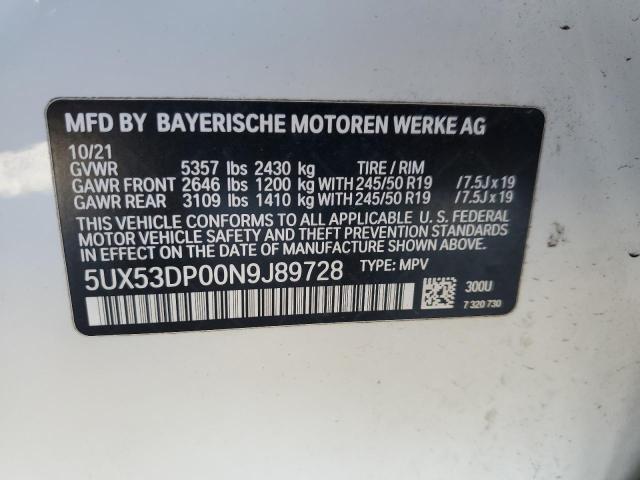 MFD BY BAYERISCHE MOTOREN WERKE AG
10/21
GVWR 5357 lbs 2430 kg TIRE / RIM
GAWR FRONT 2646 lbs 1200 kg WITH 245/50 R19 /7.5J x 19
GAWR REAR 3109 lbs 1410 kg WITH 245/50 R19 /7.5J x 19
THIS VEHICLE CONFORMS TO ALL APPLICABLE U. S. FEDERAL
MOTOR VEHICLE SAFETY AND THEFT PREVENTION STANDARDS
IN EFFECT ON THE DATE OF MANUFACTURE SHOWN ABOVE.
5UX53DP00N9J89728 TYPE: MPV
300U
7 320 730